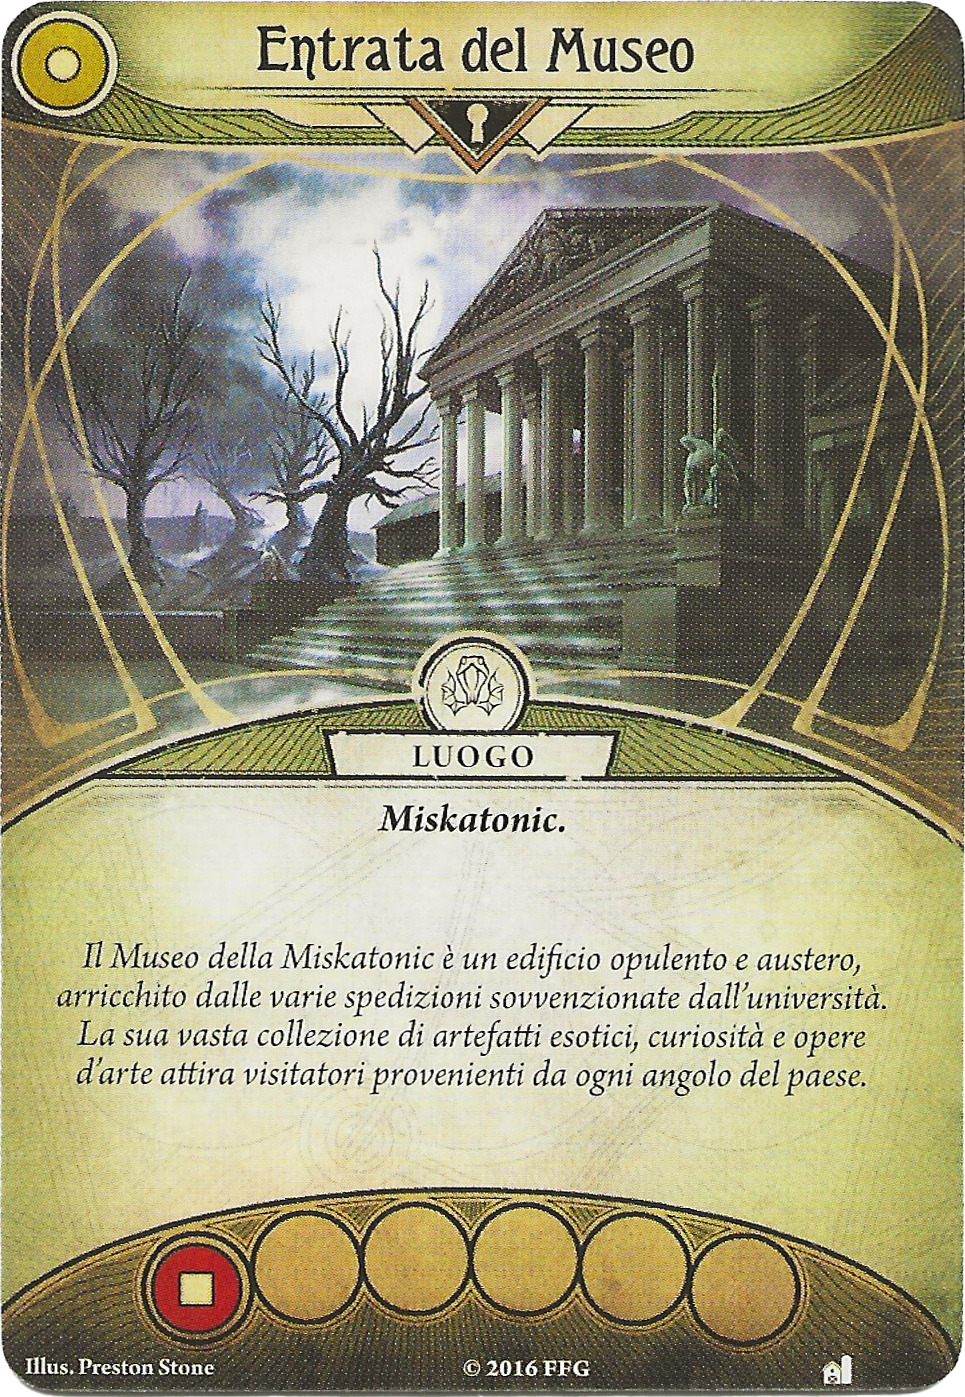 Entrata del Museo
LUOGO
Miskatonic.
Il Museo della Miskatonic è un edificio opulento e austero,
arricchito dalle varie spedizioni sovvenzionate dall'università.
La sua vasta collezione di artefatti esotici, curiosità e opere
d'arte attira visitatori provenienti da ogni angolo del paese.
Illus. Preston Stone
© 2016 FFG